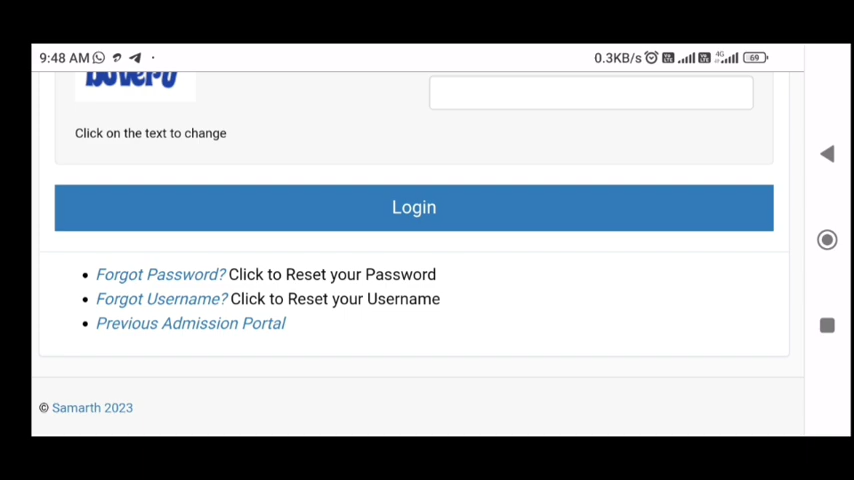 9:48 AM
0.3KB/s 4G 69
Click on the text to change
Login
Forgot Password? Click to Reset your Password
Forgot Username? Click to Reset your Username
Previous Admission Portal
© Samarth 2023